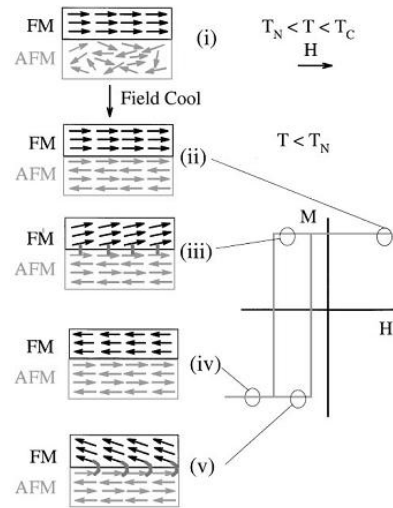 FM
AFM
(i)
T_N < T < T_C
H
Field Cool
FM
AFM
(ii)
T < T_N
FM
AFM
(iii)
M
H
FM
AFM
(iv)
FM
AFM
(v)